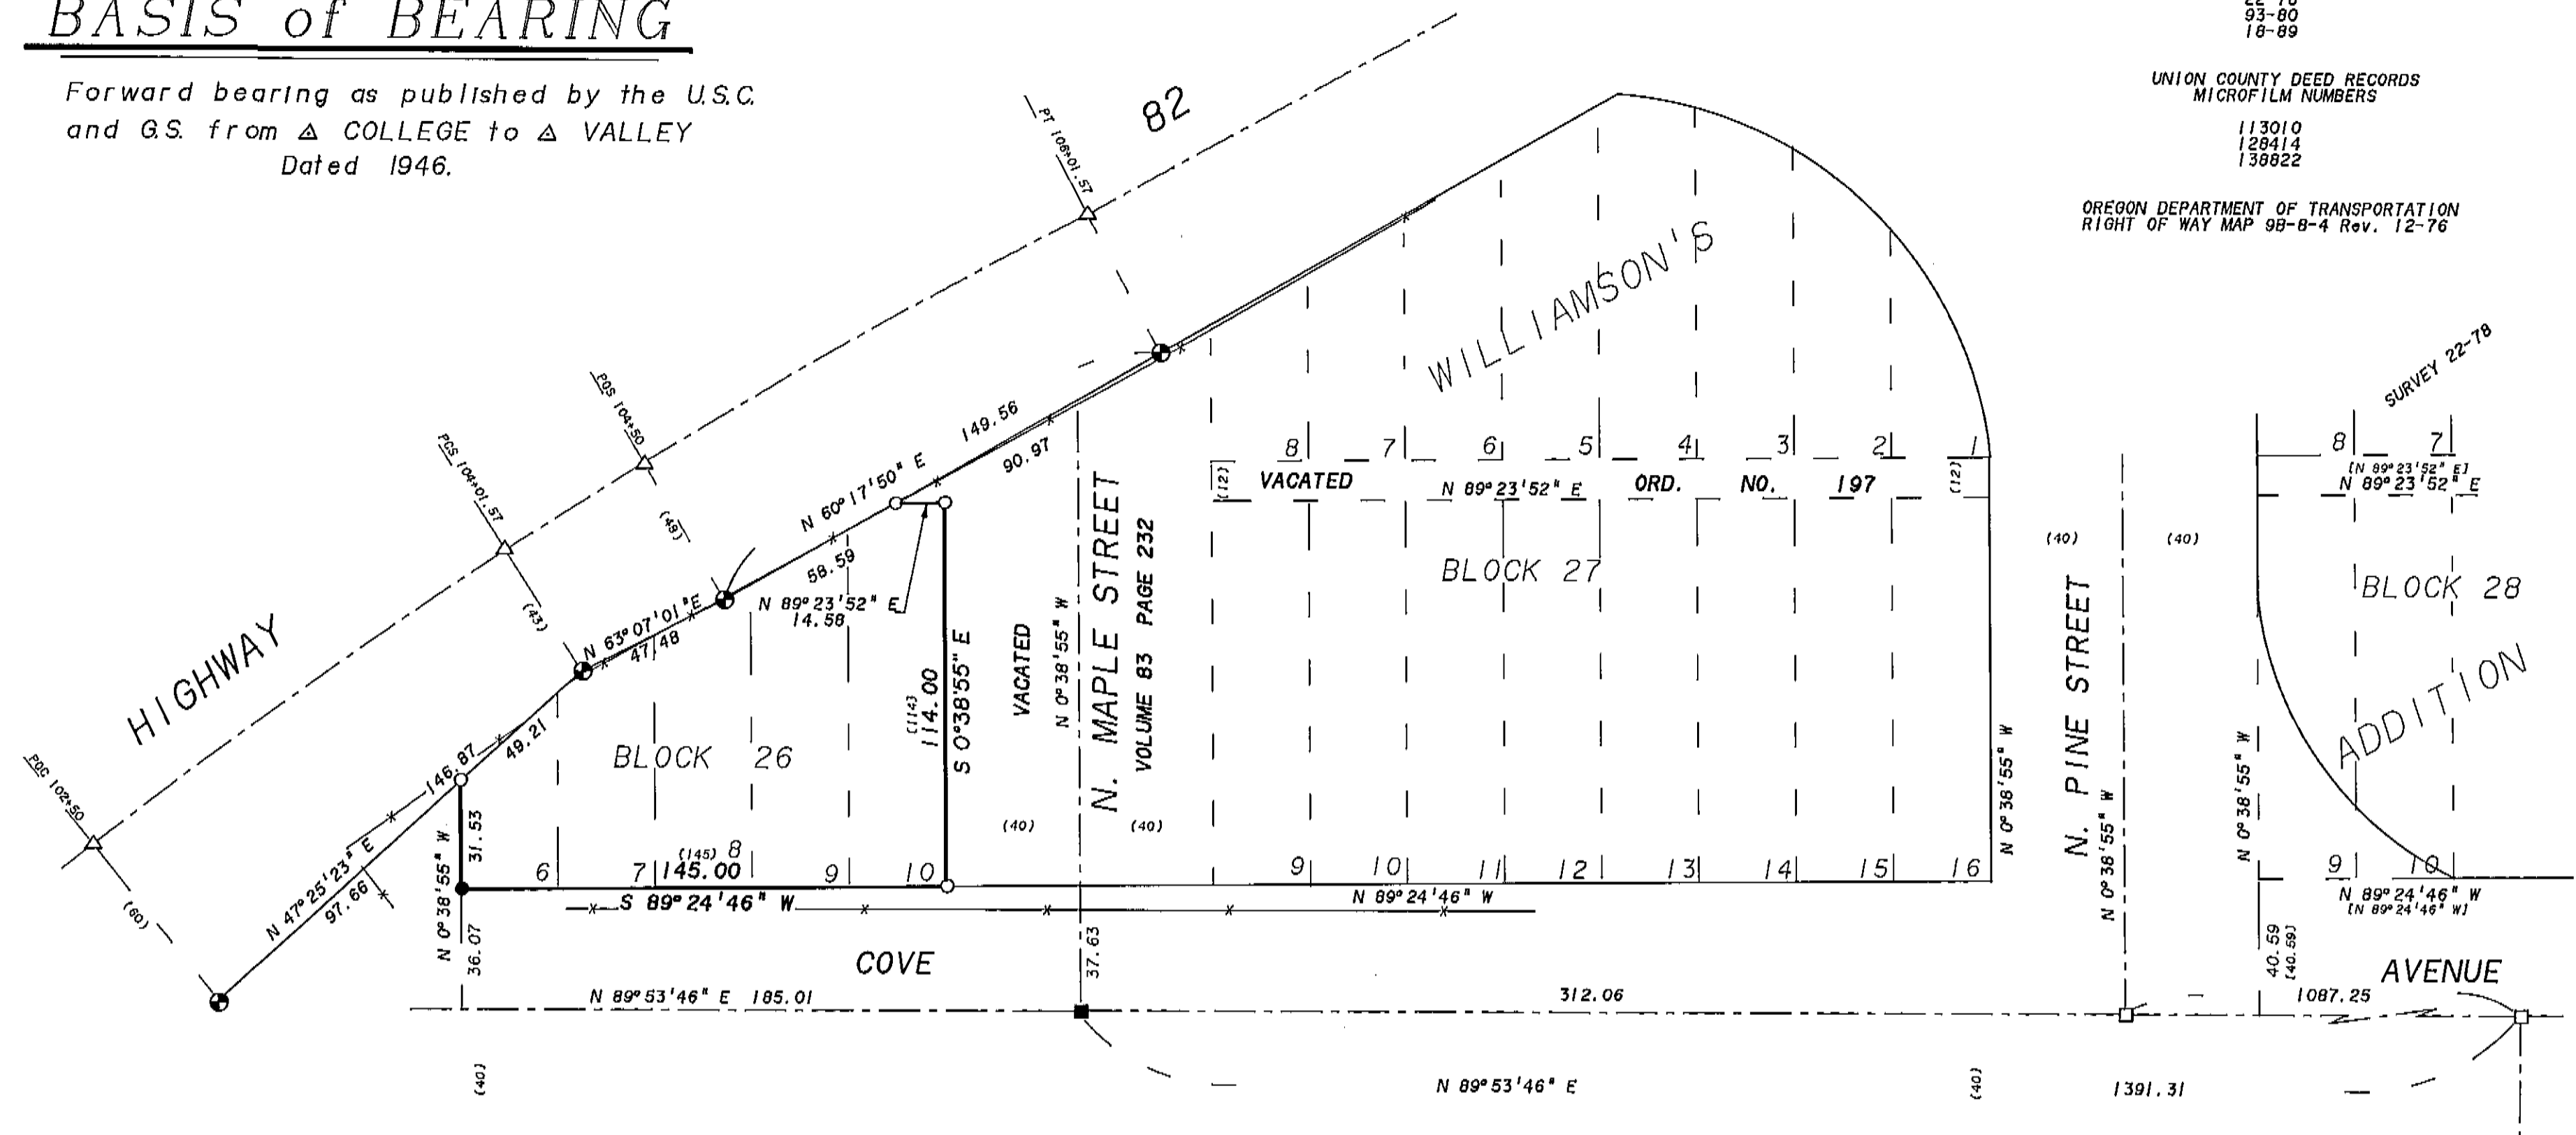 BASIS of BEARING
Forward bearing as published by the U.S.C.
and G.S. from △ COLLEGE to △ VALLEY
Dated 1946.
93-80
18-89
UNION COUNTY DEED RECORDS
MICROFILM NUMBERS
113010
128414
138822
OREGON DEPARTMENT OF TRANSPORTATION
RIGHT OF WAY MAP 9B-8-4 Rev. 12-76
SURVEY 22-78
HIGHWAY
82
PT 106+01.57
POS 104+50
PCS 104+01.57
POC 102+50
(48)
(43)
(60)
149.56
90.97
N 60°17'50" E
58.59
N 89°23'52" E
14.58
N 63°07'01"E
47.48
146.87
49.21
N 47°25'23" E
97.66
N 0°38'55" W
31.53
36.07
BLOCK 26
(114)
114.00
S 0°38'55" E
6
7
(145)
8
145.00
9
10
S 89°24'46" W
VACATED
N 0°38'55" W
N. MAPLE STREET
VOLUME 83 PAGE 232
(40)
(40)
37.63
WILLIAMSON'S
8
7
6
5
4
3
2
1
(12)
VACATED
N 89°23'52" E
ORD.
NO.
197
(12)
BLOCK 27
9
10
11
12
13
14
15
16
N 89°24'46" W
N 0°38'55" W
(40)
(40)
N. PINE STREET
N 0°38'55" W
N 0°38'55" W
8
7
[N 89°23'52" E]
N 89°23'52" E
BLOCK 28
ADDITION
9
10
N 89°24'46" W
[N 89°24'46" W]
40.59
[40.59]
COVE
AVENUE
N 89°53'46" E 185.01
312.06
1087.25
(40)
N 89°53'46" E
(40)
1391.31